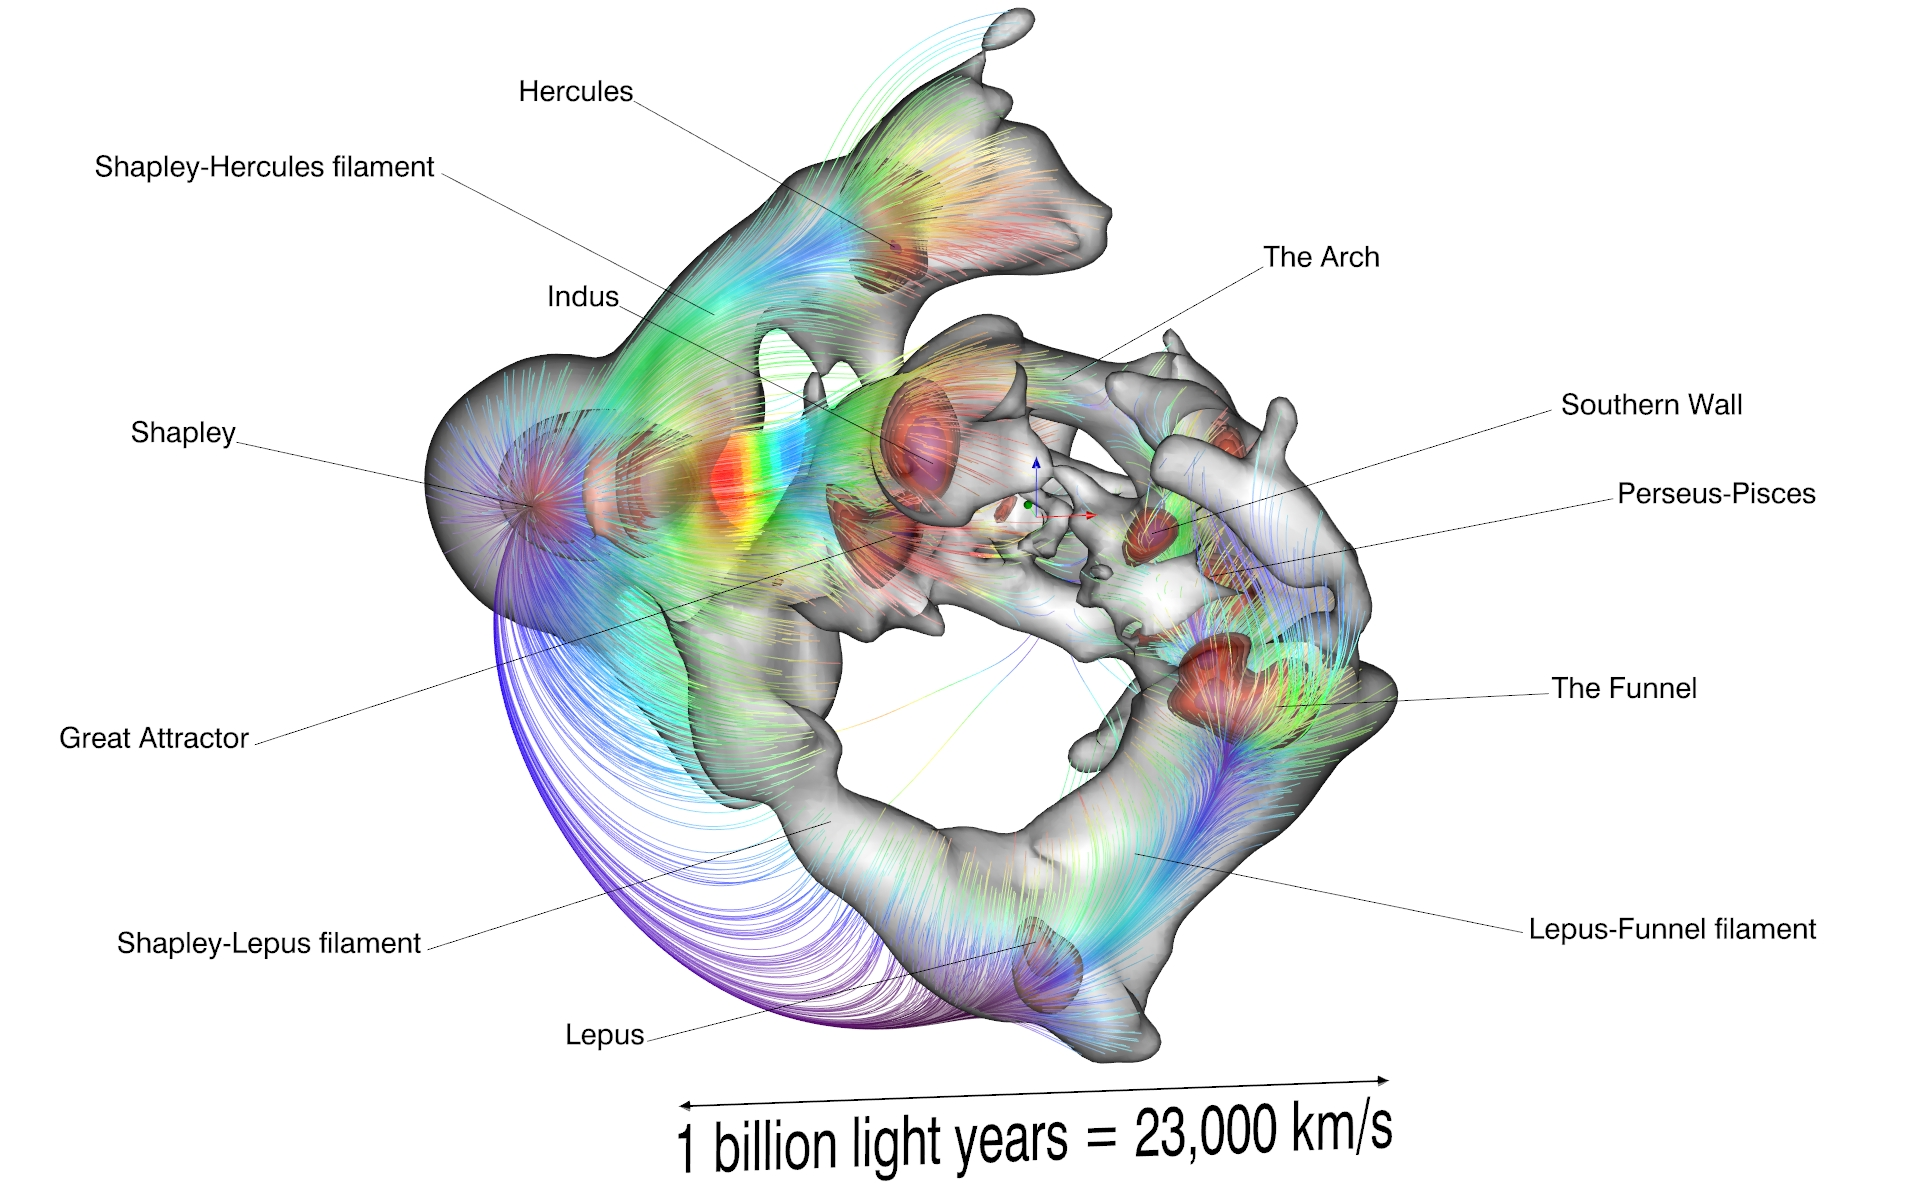 Hercules
Shapley-Hercules filament
The Arch
Indus
Southern Wall
Shapley
Perseus-Pisces
The Funnel
Great Attractor
Lepus-Funnel filament
Shapley-Lepus filament
Lepus
1 billion light years = 23,000 km/s